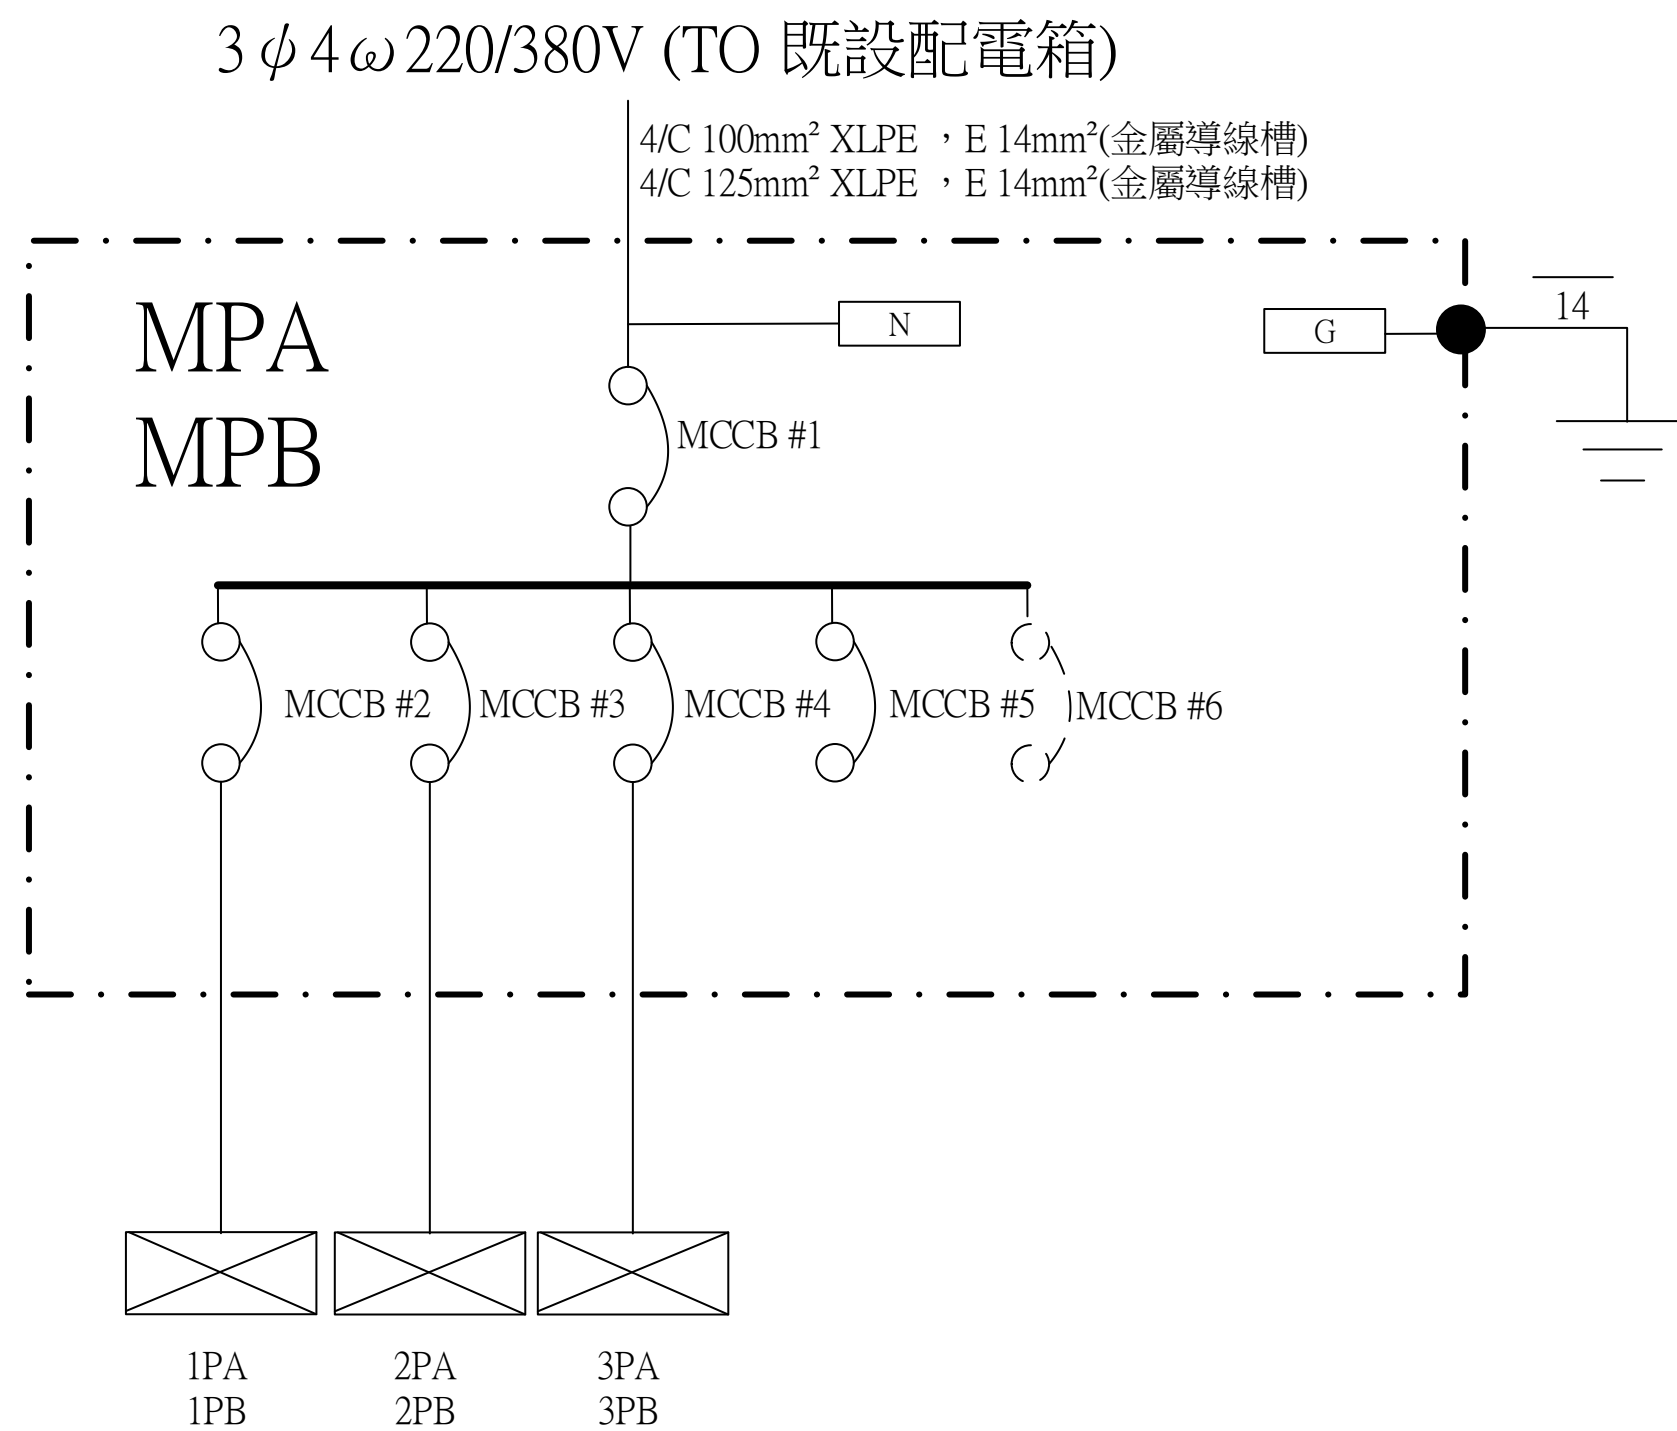 3ψ4ω220/380V (TO 既設配電箱)
4/C 100mm² XLPE ，E 14mm²(金屬導線槽)
4/C 125mm² XLPE ，E 14mm²(金屬導線槽)
MPA
MPB
N
G
14
MCCB #1
MCCB #2
MCCB #3
MCCB #4
MCCB #5
MCCB #6
1PA
1PB
2PA
2PB
3PA
3PB